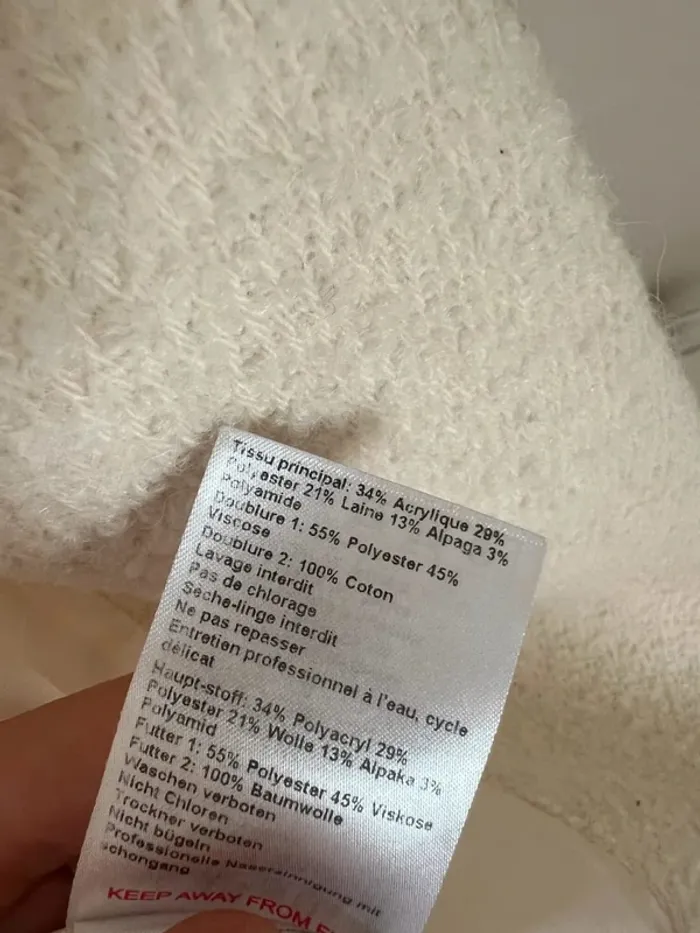 Tissu principal: 34% Acrylique 29%
Polyester 21% Laine 13% Alpaga 3%
Polyamide
Doublure 1: 55% Polyester 45%
Viscose
Doublure 2: 100% Coton
Lavage interdit
Pas de chlorage
Sèche-linge interdit
Ne pas repasser
Entretien professionnel à l'eau, cycle
délicat
Haupt-stoff: 34% Polyacryl 29%
Polyester 21% Wolle 13% Alpaka 3%
Polyamid
Futter 1: 55% Polyester 45% Viskose
Futter 2: 100% Baumwolle
Waschen verboten
Nicht Chloren
Trockner verboten
Nicht bügeln
Professionelle Nassreinigung mit
schongang
KEEP AWAY FROM